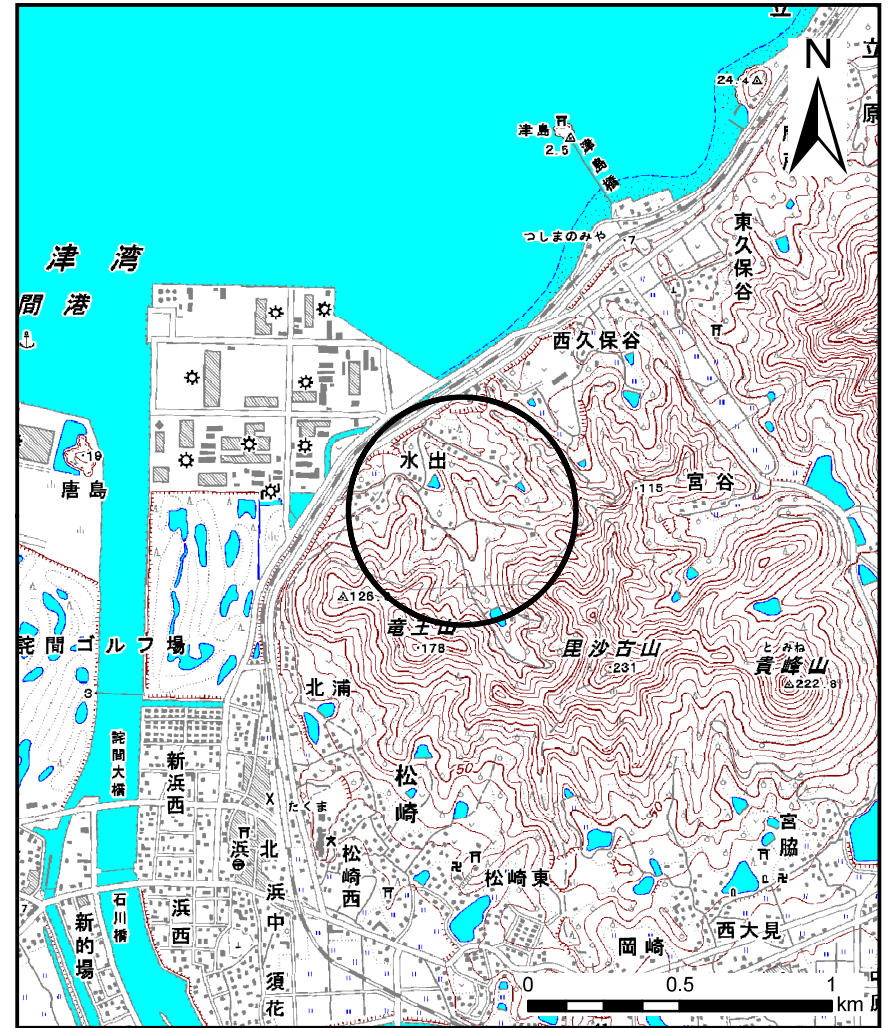 立
N
立
原
24.4
津島
2.5
津島橋
つしまのみや
7
東久保谷
津湾
間港
西久保谷
水出
19
唐島
115
宮谷
126
竜王山
178
毘沙古山
231
とみね
貴峰山
222.8
詫間ゴルフ場
3
北浦
詫間大橋
新浜西
松崎
50
50
たくま
浜
北浜中
松崎西
宮脇
松崎東
浜西
石川橋
新的場
7
須花
岡崎
西大見
0
0.5
1
km